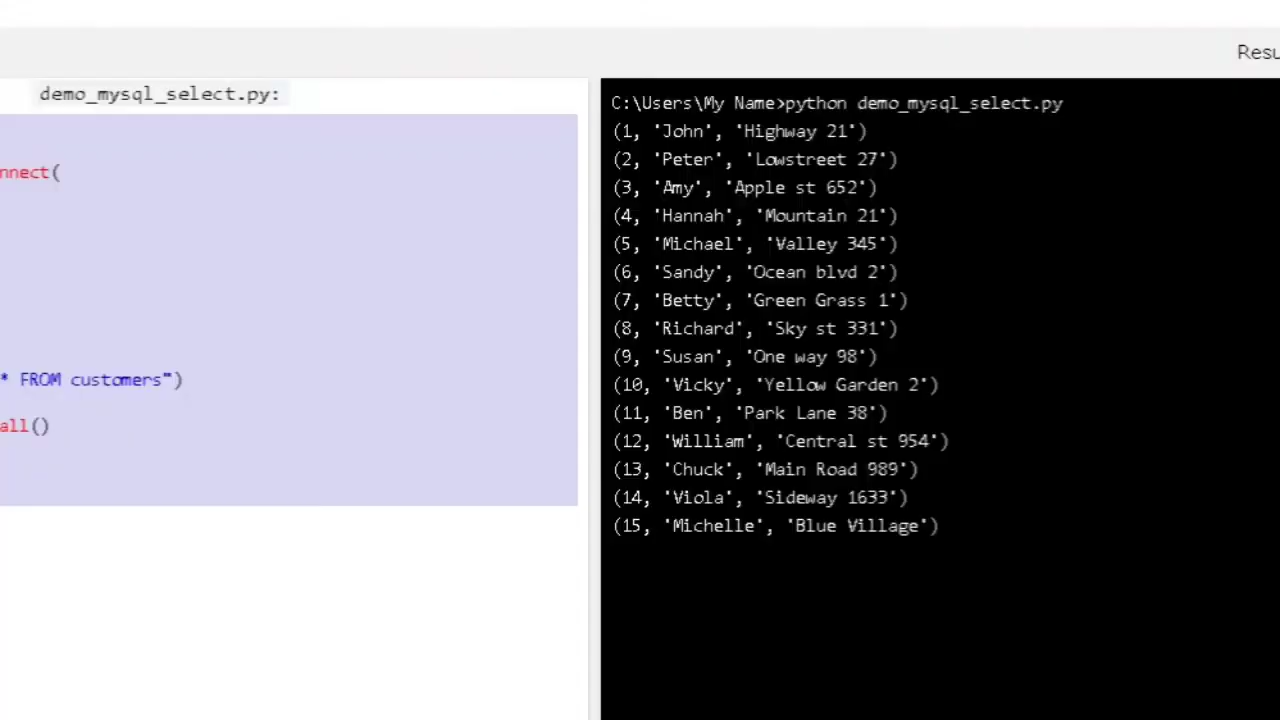 Resu
demo_mysql_select.py:
nnect(
* FROM customers")
all()
C:\Users\My Name>python demo_mysql_select.py
(1, 'John', 'Highway 21')
(2, 'Peter', 'Lowstreet 27')
(3, 'Amy', 'Apple st 652')
(4, 'Hannah', 'Mountain 21')
(5, 'Michael', 'Valley 345')
(6, 'Sandy', 'Ocean blvd 2')
(7, 'Betty', 'Green Grass 1')
(8, 'Richard', 'Sky st 331')
(9, 'Susan', 'One way 98')
(10, 'Vicky', 'Yellow Garden 2')
(11, 'Ben', 'Park Lane 38')
(12, 'William', 'Central st 954')
(13, 'Chuck', 'Main Road 989')
(14, 'Viola', 'Sideway 1633')
(15, 'Michelle', 'Blue Village')